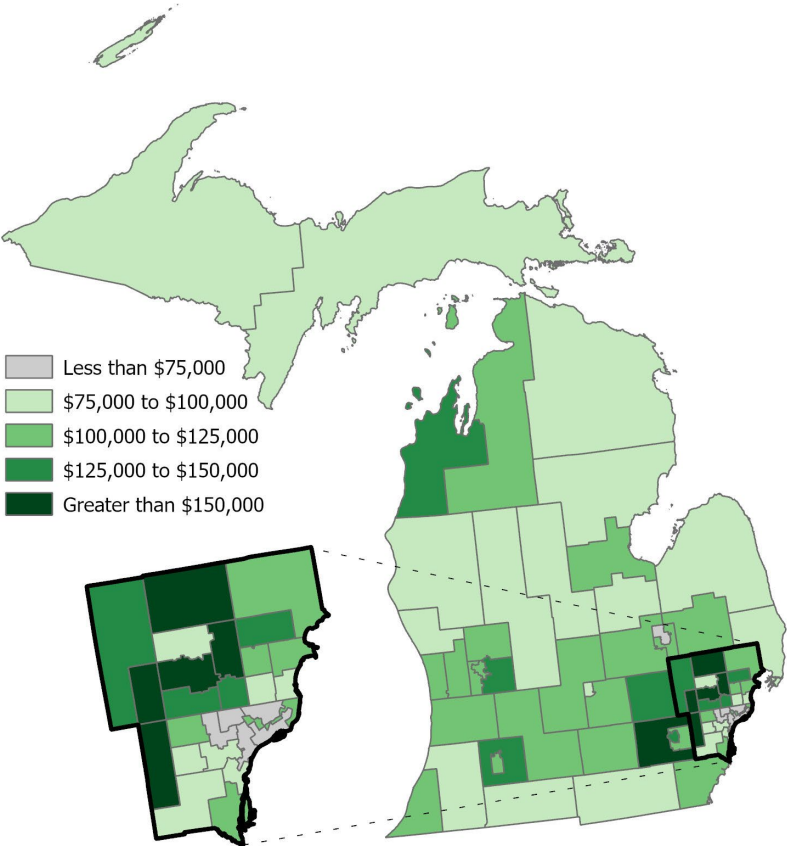 Less than $75,000
$75,000 to $100,000
$100,000 to $125,000
$125,000 to $150,000
Greater than $150,000